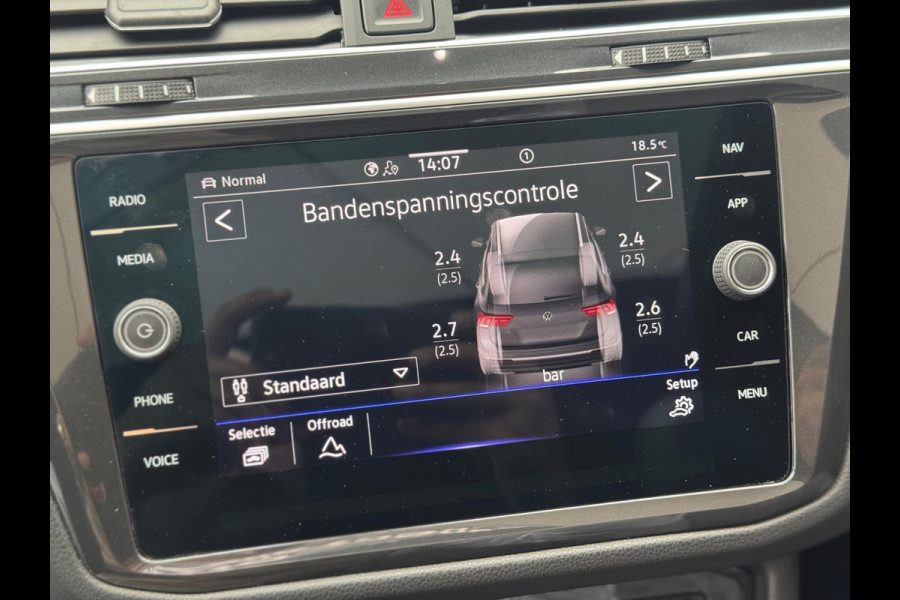 Normal
14:07
1
18.5°C
Bandenspanningscontrole
2.4
(2.5)
2.4
(2.5)
2.7
(2.5)
2.6
(2.5)
bar
Standaard
Selectie
Offroad
Setup
RADIO
MEDIA
PHONE
VOICE
NAV
APP
CAR
MENU